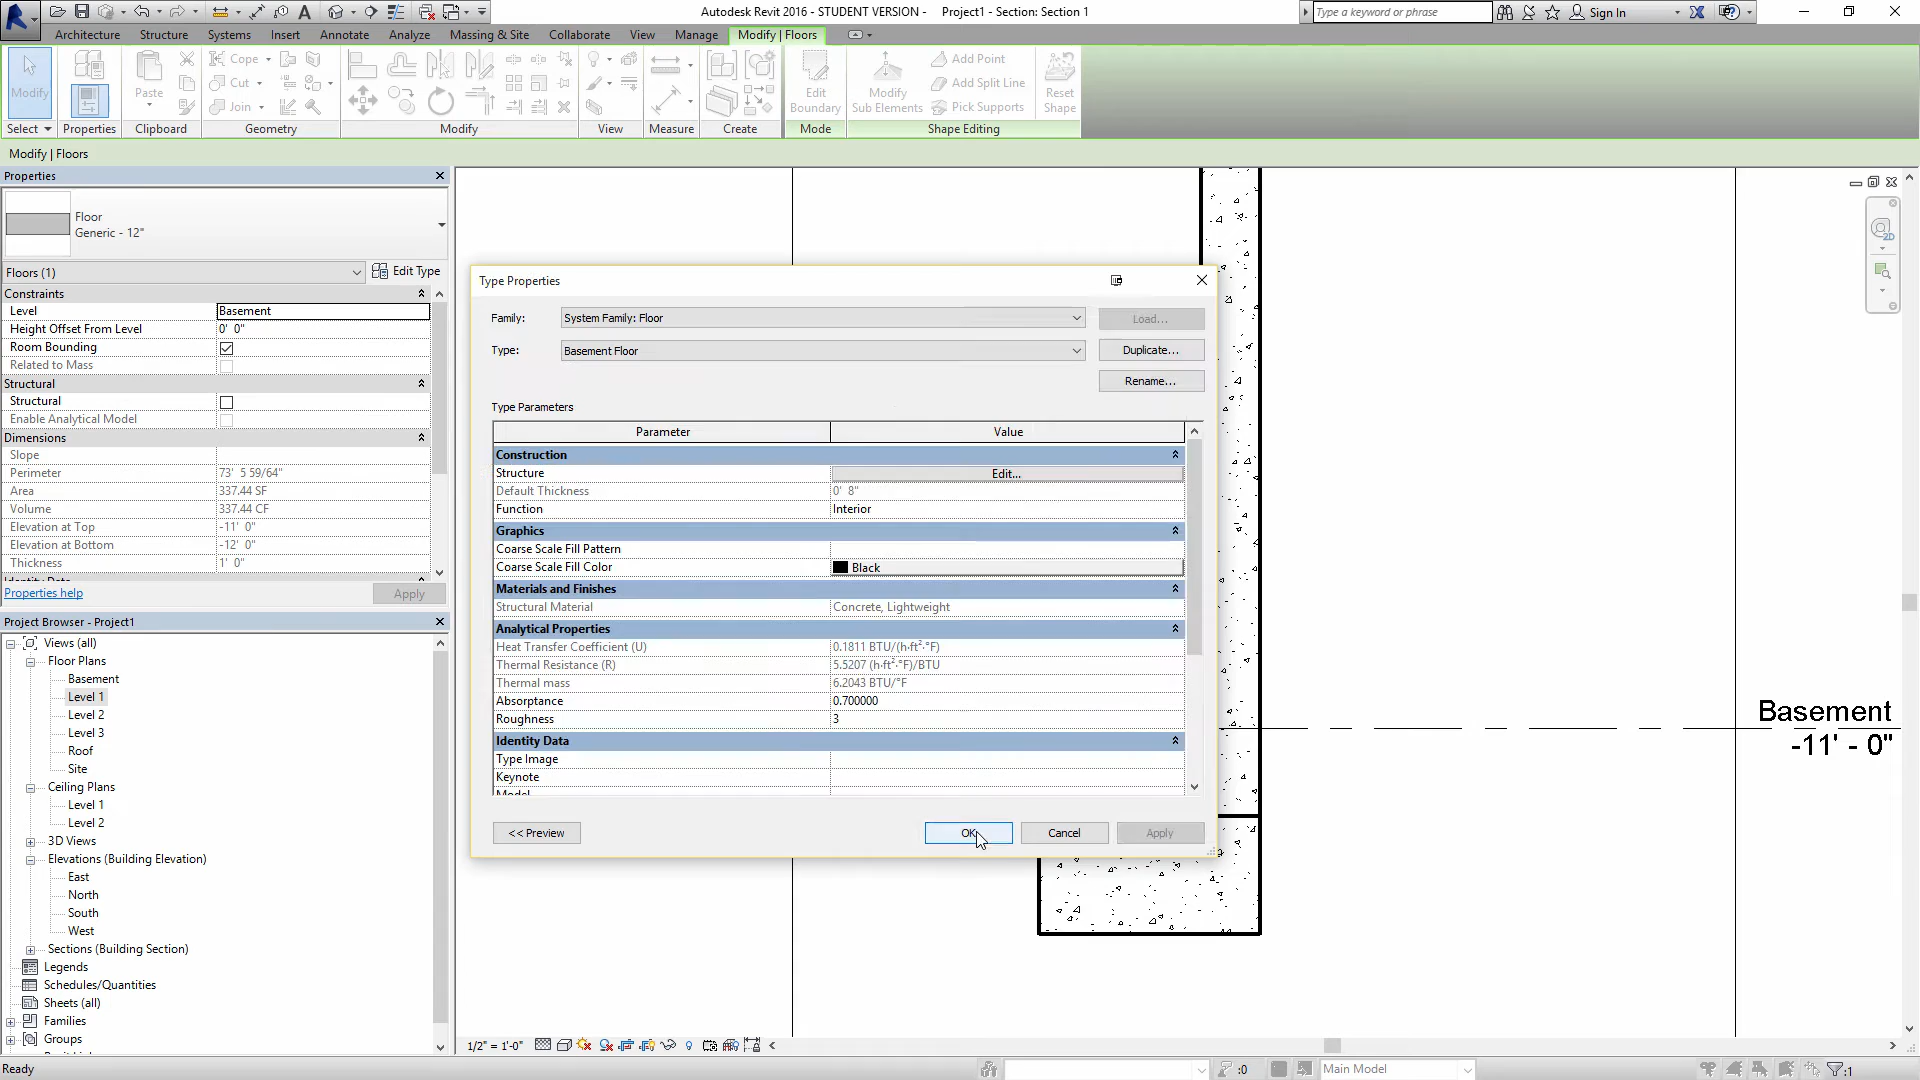 Autodesk Revit 2016 - STUDENT VERSION - Project1 - Section: Section 1
Type a keyword or phrase
Sign In
Architecture Structure Systems Insert Annotate Analyze Massing & Site Collaborate View Manage Modify | Floors
Modify
Paste
Cope
Cut
Join
Edit Boundary
Modify Sub Elements
Add Point
Add Split Line
Pick Supports
Reset Shape
Select Properties Clipboard Geometry Modify View Measure Create Mode Shape Editing
Modify | Floors
Properties
Floor
Generic - 12"
Floors (1)
Edit Type
Constraints
Level Basement
Height Offset From Level 0' 0"
Room Bounding
Related to Mass
Structural
Structural
Enable Analytical Model
Dimensions
Slope
Perimeter 73' 5 59/64"
Area 337.44 SF
Volume 337.44 CF
Elevation at Top -11' 0"
Elevation at Bottom -12' 0"
Thickness 1' 0"
Identity Data
Properties help
Apply
Project Browser - Project1
Views (all)
Floor Plans
Basement
Level 1
Level 2
Level 3
Roof
Site
Ceiling Plans
Level 1
Level 2
3D Views
Elevations (Building Elevation)
East
North
South
West
Sections (Building Section)
Legends
Schedules/Quantities
Sheets (all)
Families
Groups
Type Properties
Family: System Family: Floor Load...
Type: Basement Floor Duplicate...
Rename...
Type Parameters
Parameter Value
Construction
Structure Edit...
Default Thickness 0' 8"
Function Interior
Graphics
Coarse Scale Fill Pattern
Coarse Scale Fill Color Black
Materials and Finishes
Structural Material Concrete, Lightweight
Analytical Properties
Heat Transfer Coefficient (U) 0.1811 BTU/(h·ft²·°F)
Thermal Resistance (R) 5.5207 (h·ft²·°F)/BTU
Thermal mass 6.2043 BTU/°F
Absorptance 0.700000
Roughness 3
Identity Data
Type Image
Keynote
Model
<< Preview OK Cancel Apply
Basement
-11' - 0"
2D
1/2" = 1'-0"
Ready
:0
Main Model
:1